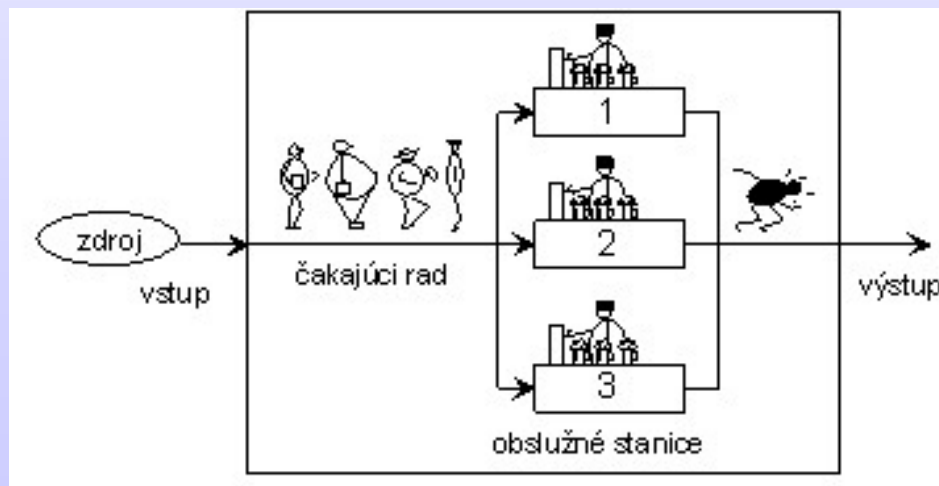 1
zdroj
vstup
čakajúci rad
2
výstup
3
obslužné stanice